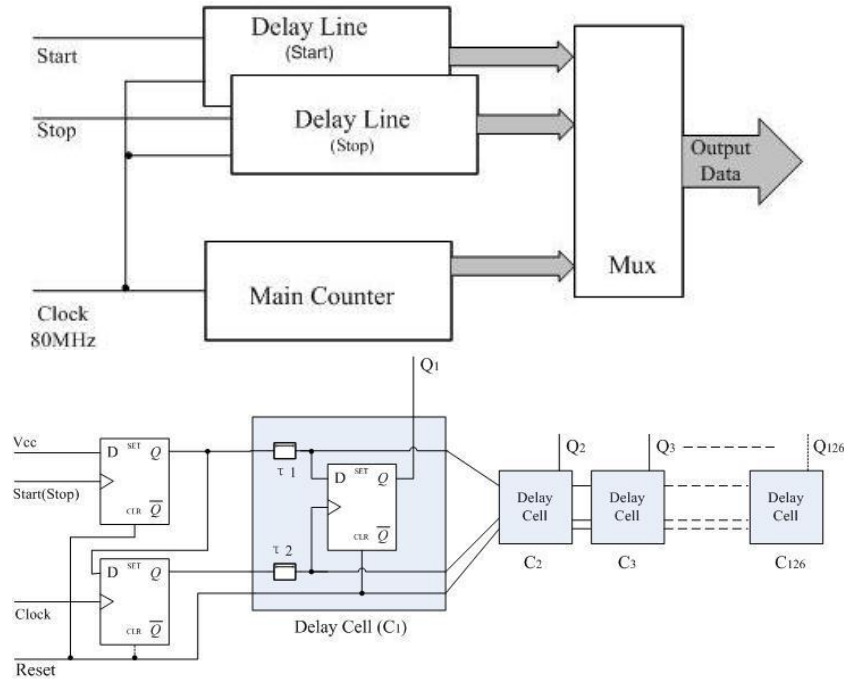 Delay Line
(Start)
Start
Delay Line
(Stop)
Stop
Output
Data
Mux
Main Counter
Clock
80MHz
Q1
Vcc
D SET Q
Start(Stop)
CLR Q
τ 1
D SET Q
CLR Q
τ 2
D SET Q
Clock
CLR Q
Reset
Delay Cell (C1)
Q2 Q3 Q126
Delay Cell
Delay Cell
Delay Cell
C2 C3 C126